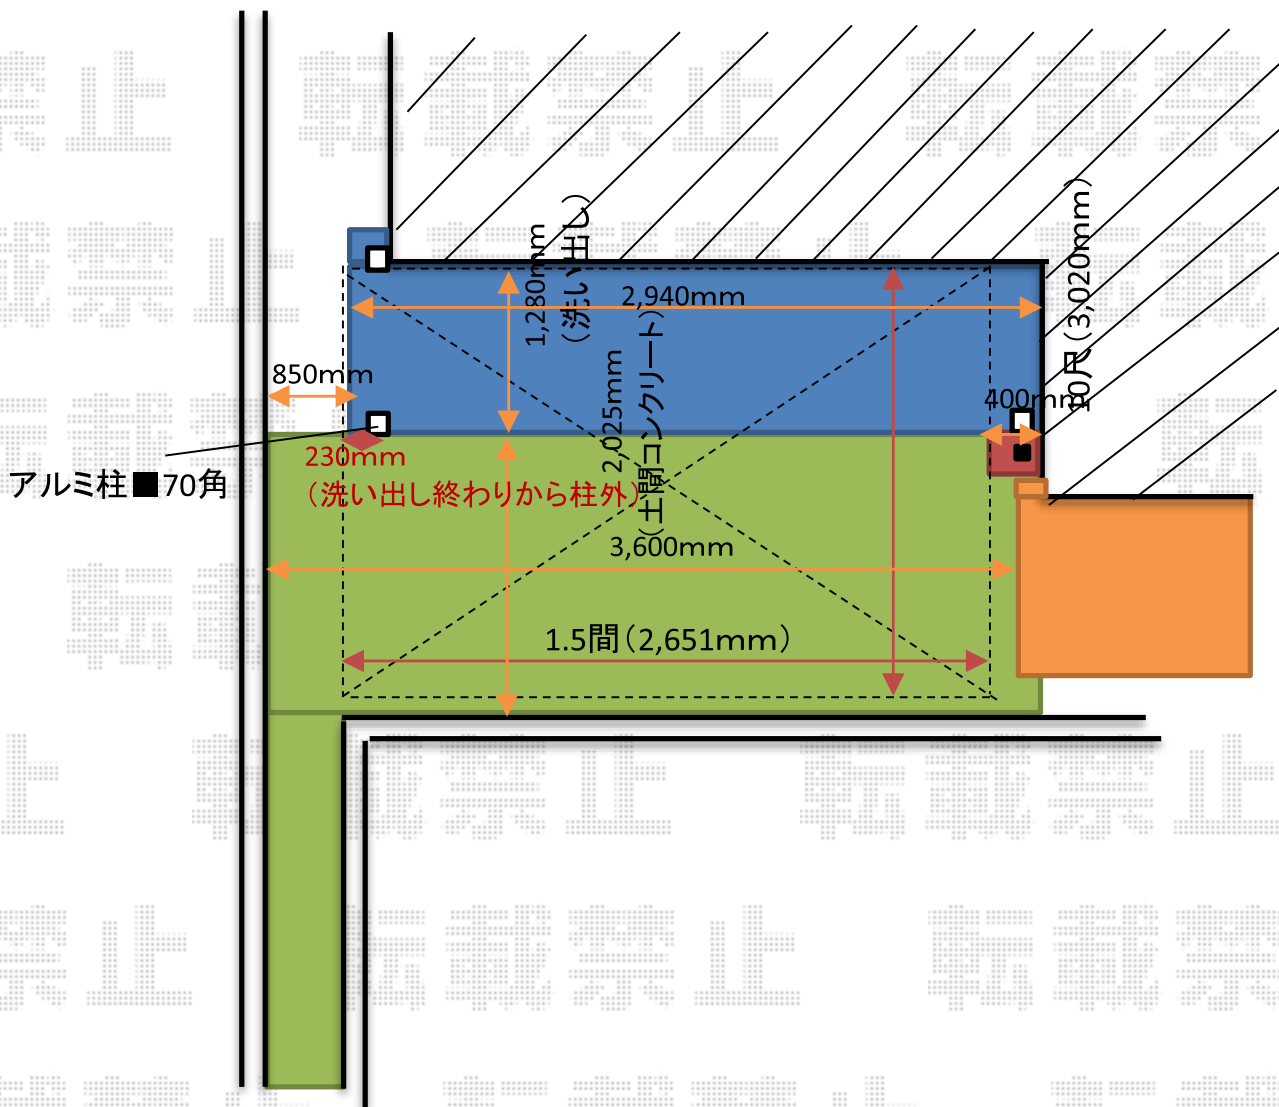 転載禁止
1,280mm
（洗い出し）
10尺（3,020mm）
2,940mm
850mm
2,025mm
（土間コンクリート）
400mm
230mm
（洗い出し終わりから柱外）
アルミ柱■70角
3,600mm
1.5間（2,651mm）